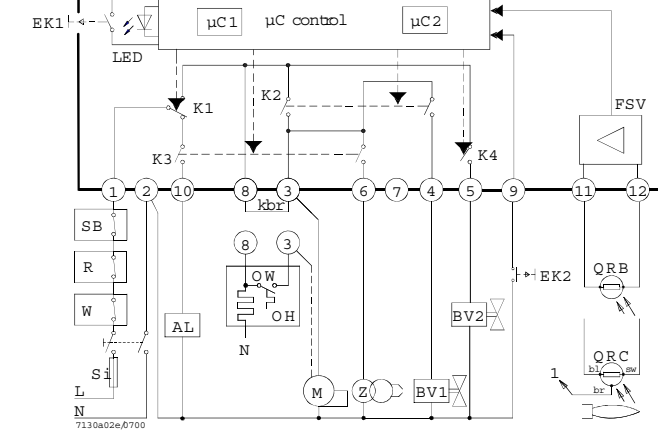 EK1
LED
µC1 µC control µC2
K1
K2
K3
K4
FSV
1 2 10 8 3 6 7 4 5 9 11 12
kbr
SB
R
W
8 3
OW
OH
N
AL
EK2
QRB
BV2
QRC
bl sw
br
1
M
Z
BV1
Si
L
N
7130a02e/0700